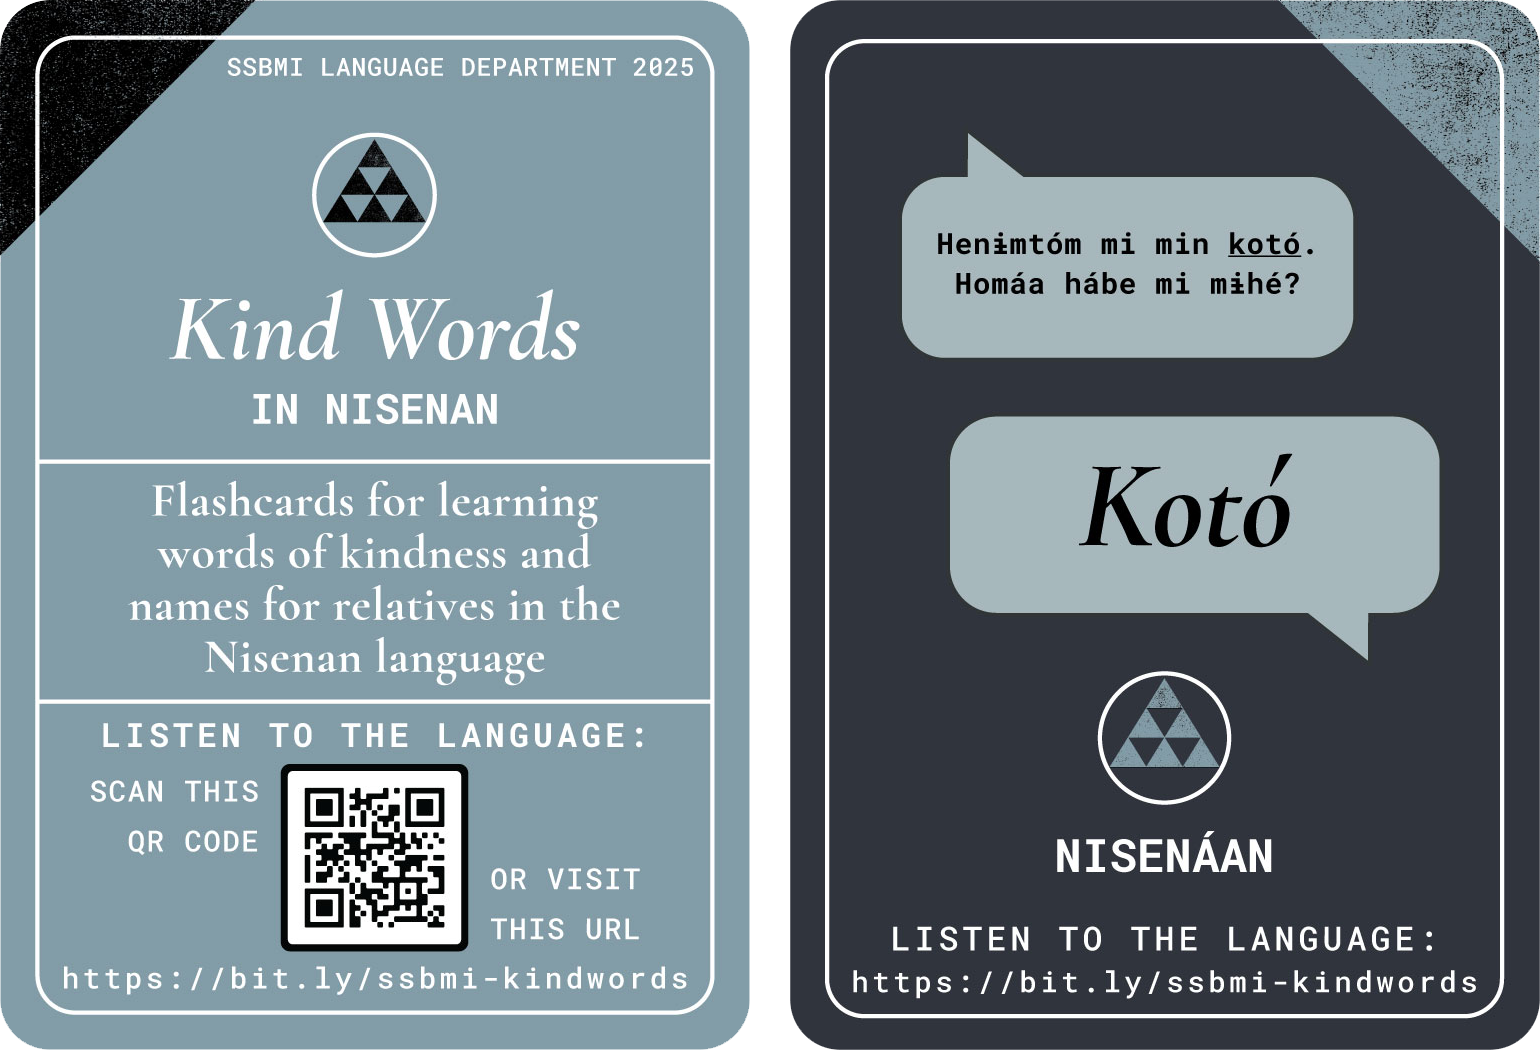 SSBMI LANGUAGE DEPARTMENT 2025
Kind Words
IN NISENAN
Flashcards for learning
words of kindness and
names for relatives in the
Nisenan language
LISTEN TO THE LANGUAGE:
SCAN THIS
QR CODE
OR VISIT
THIS URL
https://bit.ly/ssbmi-kindwords
Henɨmtóm mi min kotó.
Homáa hábe mi mɨhé?
Kotó
NISENÁAN
LISTEN TO THE LANGUAGE:
https://bit.ly/ssbmi-kindwords